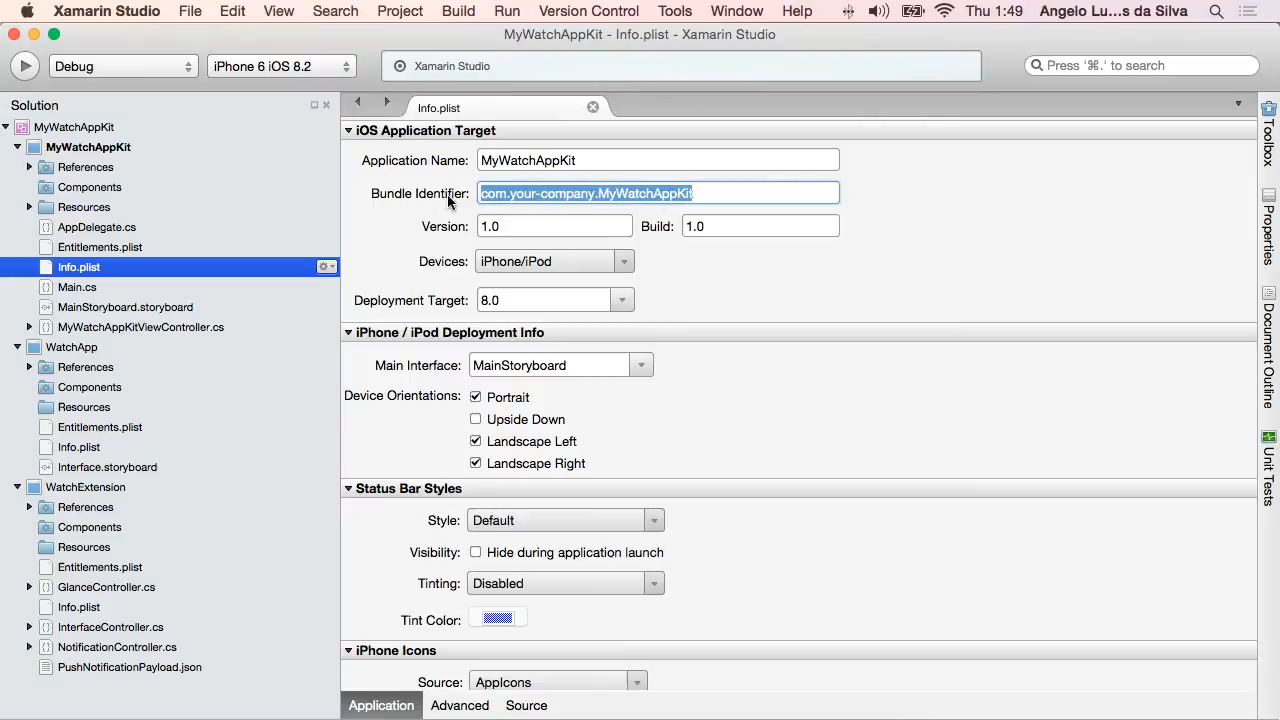 Xamarin Studio File Edit View Search Project Build Run Version Control Tools Window Help Thu 1:49 Angelo Lu...s da Silva
MyWatchAppKit - Info.plist - Xamarin Studio
Debug iPhone 6 iOS 8.2 Xamarin Studio Press '⌘.' to search
Solution
MyWatchAppKit
MyWatchAppKit
References
Components
Resources
AppDelegate.cs
Entitlements.plist
Info.plist
Main.cs
MainStoryboard.storyboard
MyWatchAppKitViewController.cs
WatchApp
References
Components
Resources
Entitlements.plist
Info.plist
Interface.storyboard
WatchExtension
References
Components
Resources
Entitlements.plist
GlanceController.cs
Info.plist
InterfaceController.cs
NotificationController.cs
PushNotificationPayload.json
Info.plist
iOS Application Target
Application Name: MyWatchAppKit
Bundle Identifier: com.your-company.MyWatchAppKit
Version: 1.0 Build: 1.0
Devices: iPhone/iPod
Deployment Target: 8.0
iPhone / iPod Deployment Info
Main Interface: MainStoryboard
Device Orientations: Portrait
Upside Down
Landscape Left
Landscape Right
Status Bar Styles
Style: Default
Visibility: Hide during application launch
Tinting: Disabled
Tint Color:
iPhone Icons
Source: AppIcons
Application Advanced Source
Toolbox
Properties
Document Outline
Unit Tests